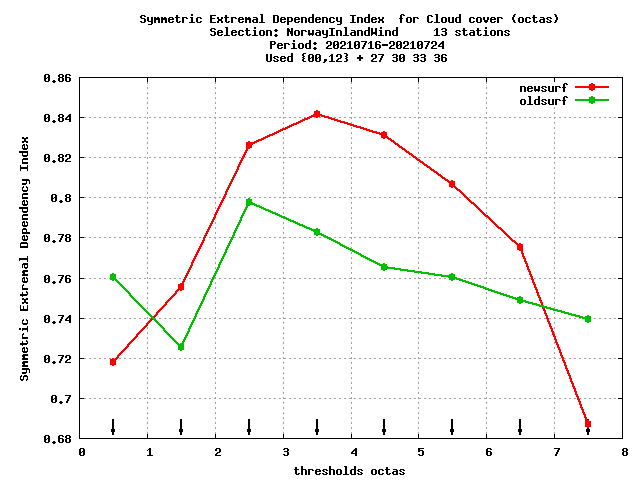 Symmetric Extremal Dependency Index  for Cloud cover (octas)
Selection: NorwayInlandWind     13 stations
Period: 20210716-20210724
Used {00,12} + 27 30 33 36
newsurf
oldsurf
Symmetric Extremal Dependency Index
0.86
0.84
0.82
0.8
0.78
0.76
0.74
0.72
0.7
0.68
0 1 2 3 4 5 6 7 8
thresholds octas